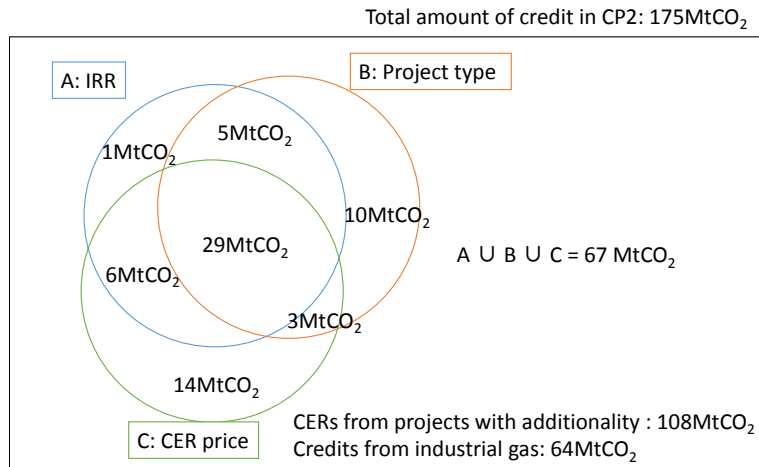 Total amount of credit in CP2: 175MtCO₂
A: IRR
B: Project type
5MtCO₂
1MtCO₂
10MtCO₂
29MtCO₂
A ∪ B ∪ C = 67 MtCO₂
6MtCO₂
3MtCO₂
14MtCO₂
CERs from projects with additionality : 108MtCO₂
C: CER price
Credits from industrial gas: 64MtCO₂